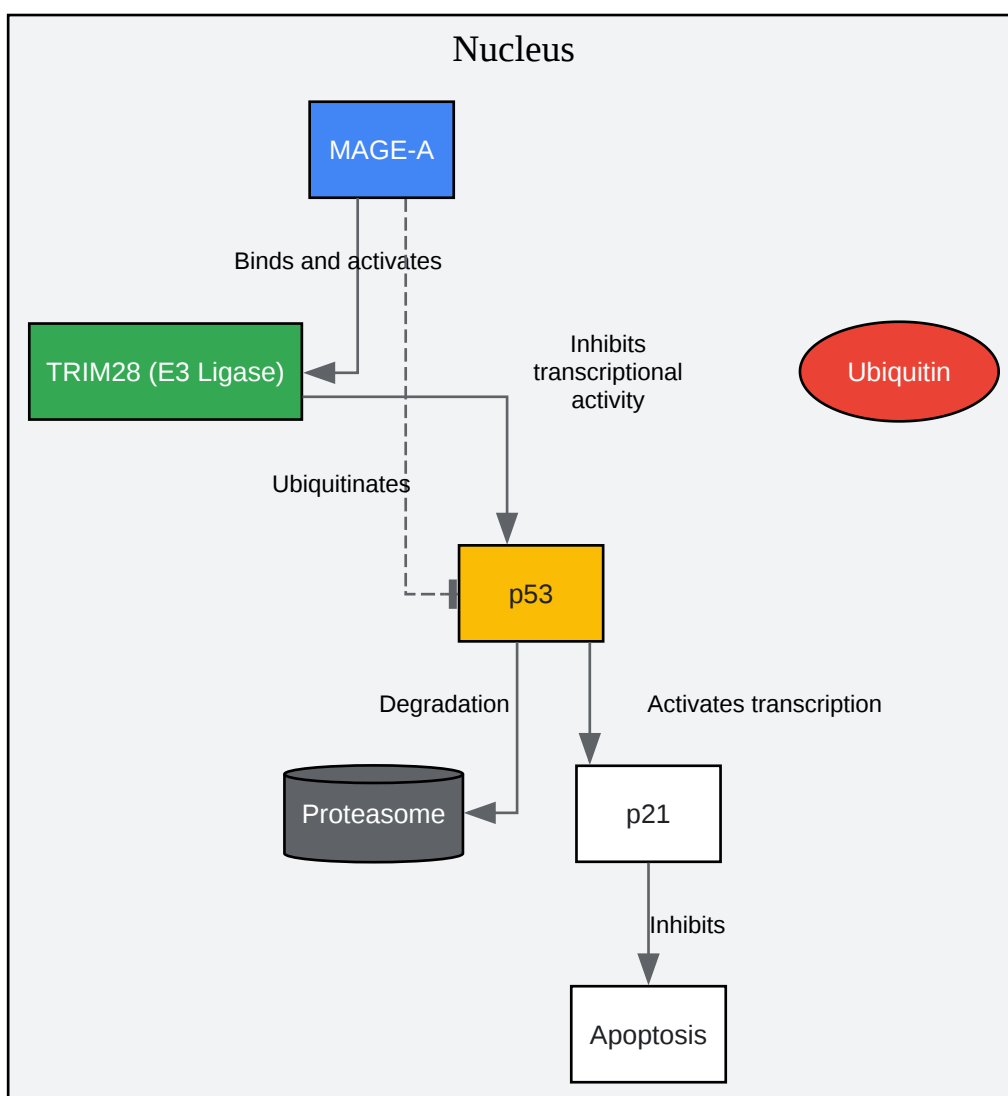 Nucleus
MAGE-A
Binds and activates
TRIM28 (E3 Ligase)
Inhibits
transcriptional
activity
Ubiquitin
Ubiquitinates
p53
Degradation
Activates transcription
Proteasome
p21
Inhibits
Apoptosis